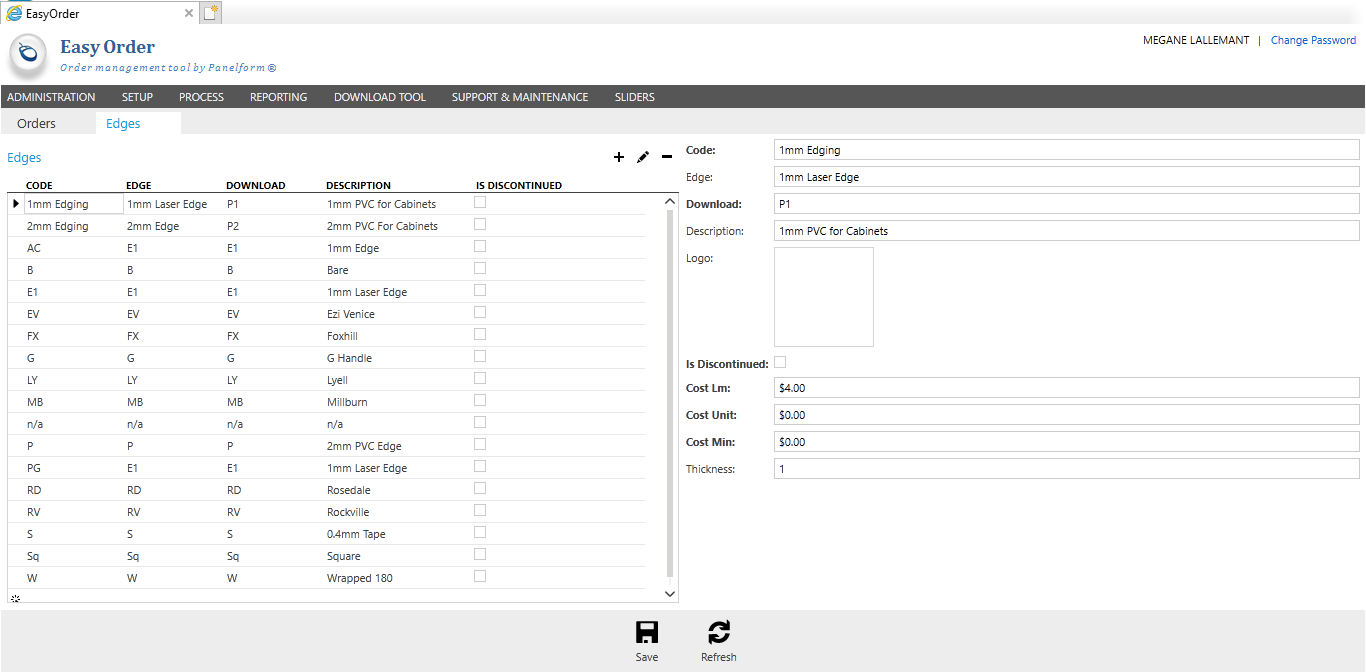 EasyOrder
Easy Order
Order management tool by Panelform ®
MEGANE LALLEMANT | Change Password
ADMINISTRATION SETUP PROCESS REPORTING DOWNLOAD TOOL SUPPORT & MAINTENANCE SLIDERS
Orders Edges
Edges
CODE EDGE DOWNLOAD DESCRIPTION IS DISCONTINUED
1mm Edging 1mm Laser Edge P1 1mm PVC for Cabinets
2mm Edging 2mm Edge P2 2mm PVC For Cabinets
AC E1 E1 1mm Edge
B B B Bare
E1 E1 E1 1mm Laser Edge
EV EV EV Ezi Venice
FX FX FX Foxhill
G G G G Handle
LY LY LY Lyell
MB MB MB Millburn
n/a n/a n/a n/a
P P P 2mm PVC Edge
PG E1 E1 1mm Laser Edge
RD RD RD Rosedale
RV RV RV Rockville
S S S 0.4mm Tape
Sq Sq Sq Square
W W W Wrapped 180
Code: 1mm Edging
Edge: 1mm Laser Edge
Download: P1
Description: 1mm PVC for Cabinets
Logo:
Is Discontinued:
Cost Lm: $4.00
Cost Unit: $0.00
Cost Min: $0.00
Thickness: 1
Save Refresh